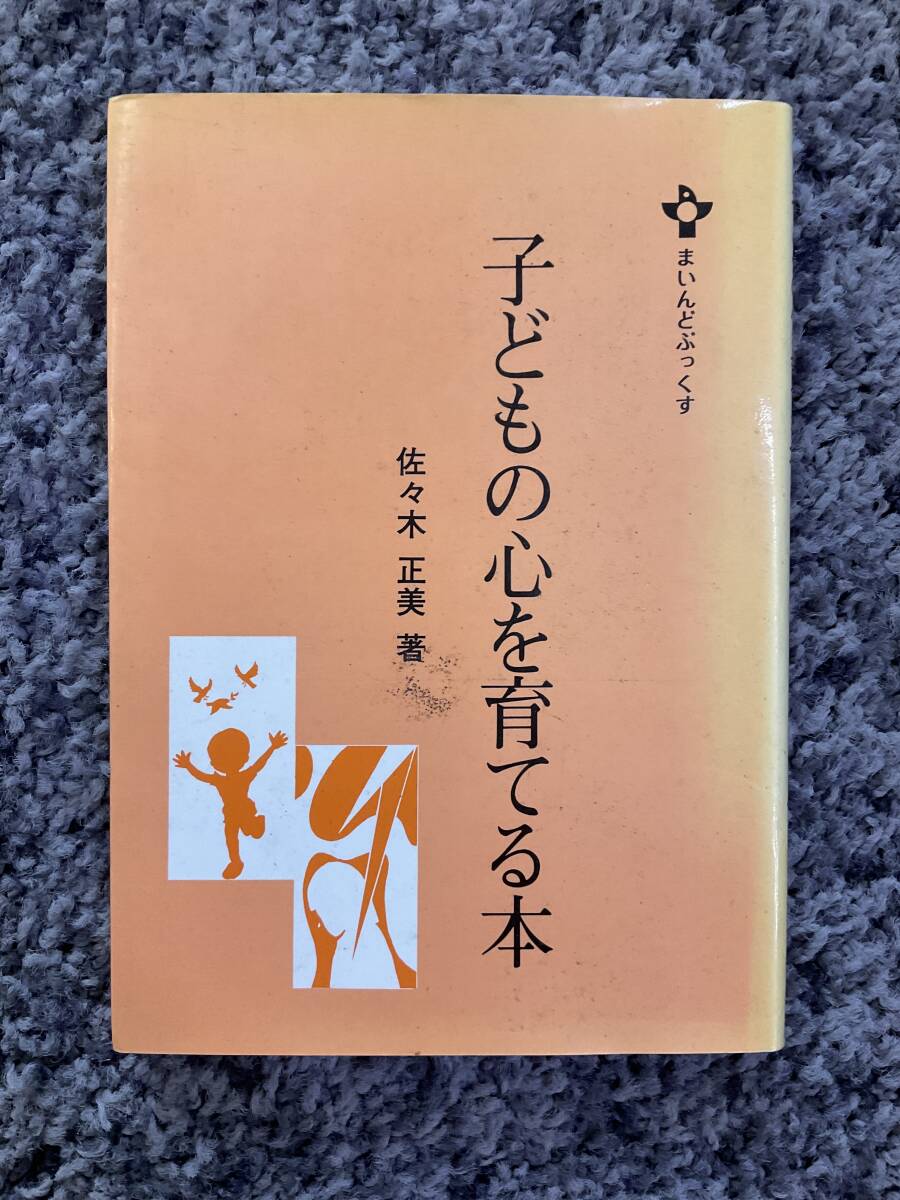 まいんどぶっくす
子どもの心を育てる本
佐々木 正美 著